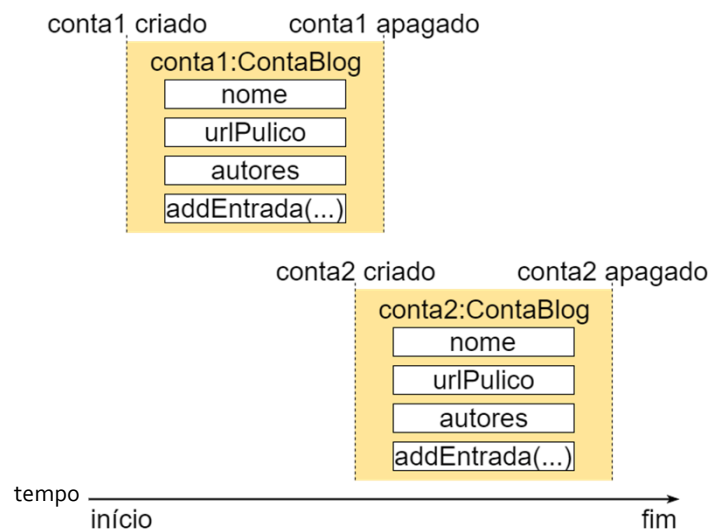 conta1 criado conta1 apagado
conta1:ContaBlog
nome
urlPulico
autores
addEntrada(...)
conta2 criado conta2 apagado
conta2:ContaBlog
nome
urlPulico
autores
addEntrada(...)
tempo
início fim